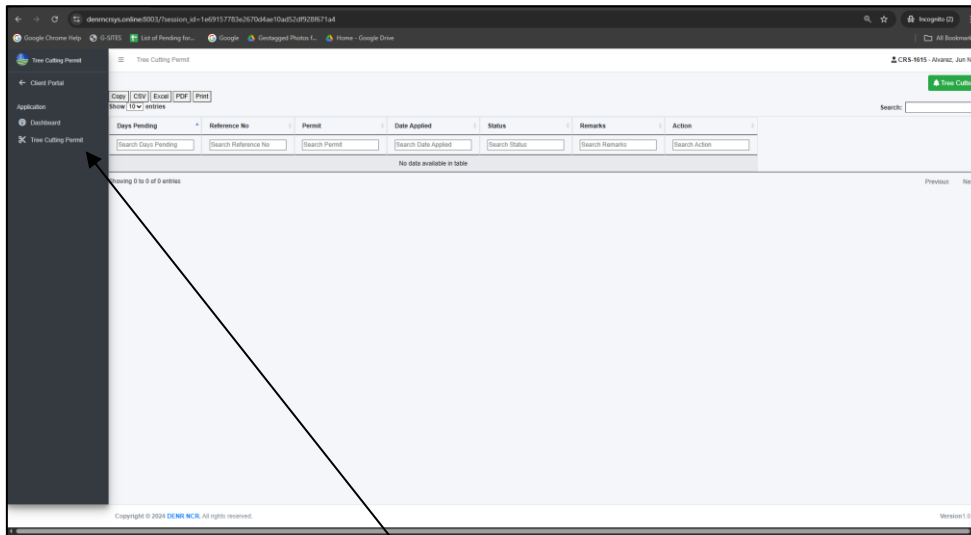 denrncrsys.online:8003/?session_id=1e69157783e2670d4ae10ad52df928f671a4
Incognito (2)
Google Chrome Help G-SITES List of Pending for... Google Geotagged Photos f... Home - Google Drive All Bookmark
Tree Cutting Permit Tree Cutting Permit CRS-1615 - Alvarez, Jun N
Client Portal
Tree Cutt
Copy CSV Excel PDF Print
Application Show 10 entries Search:
Dashboard
Tree Cutting Permit
Days Pending Reference No Permit Date Applied Status Remarks Action
Search Days Pending Search Reference No Search Permit Search Date Applied Search Status Search Remarks Search Action
No data available in table
Showing 0 to 0 of 0 entries Previous Ne
Copyright © 2024 DENR NCR. All rights reserved. Version 1.0